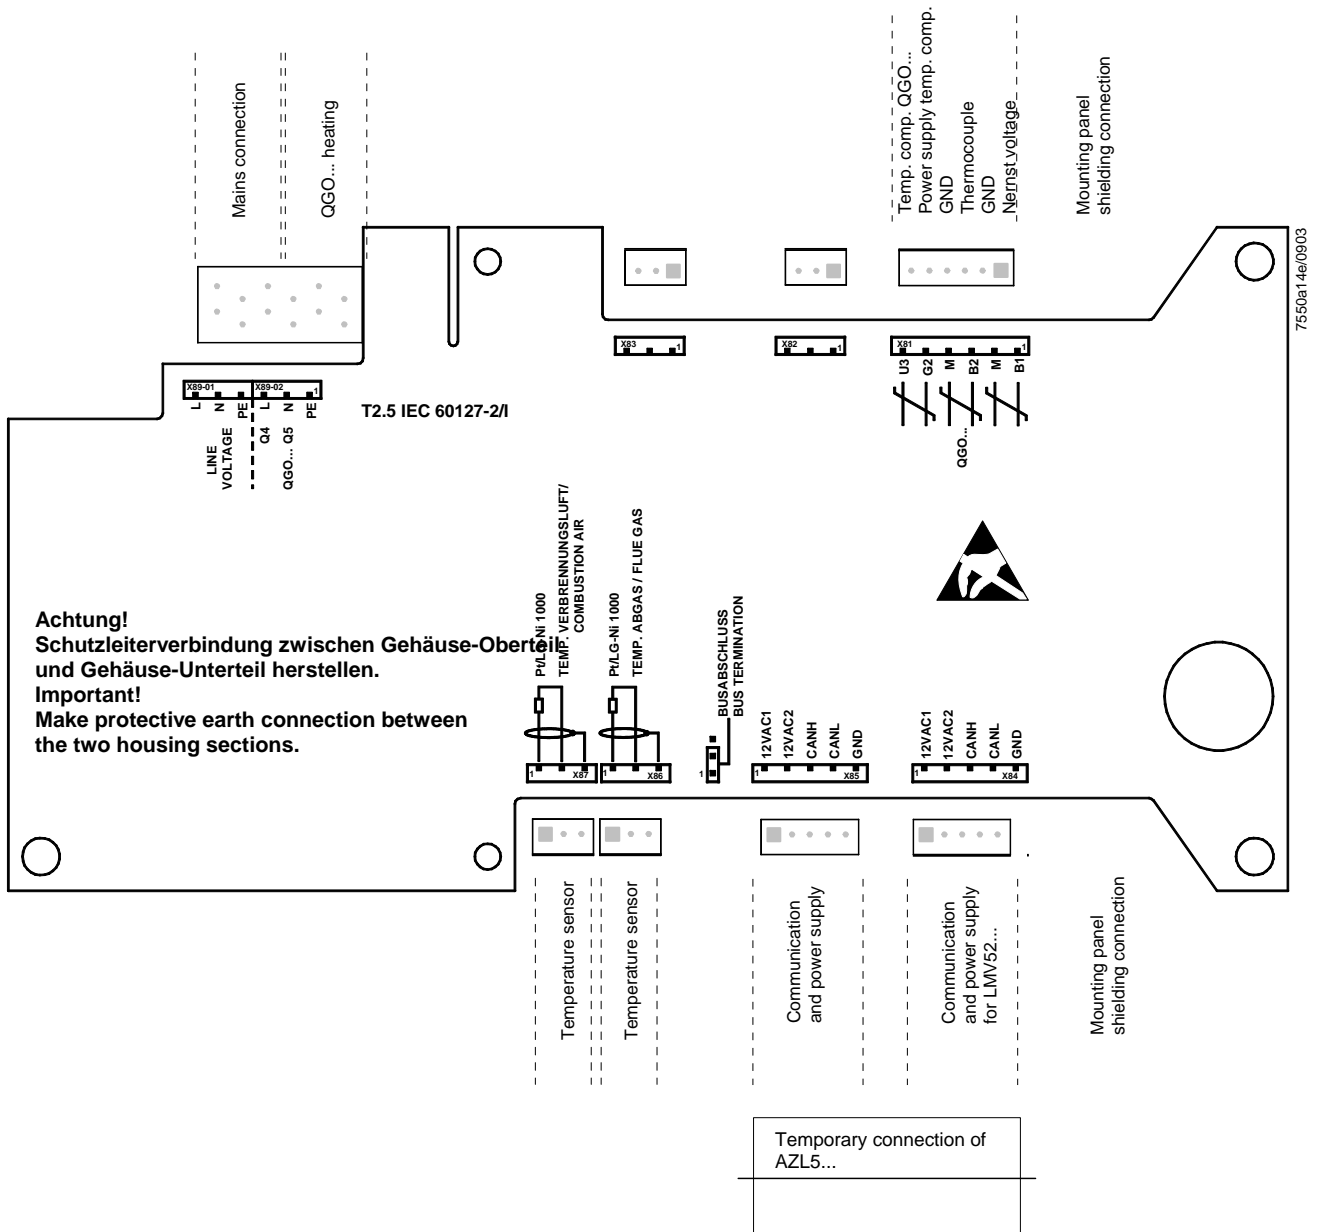 Mains connection
QGO... heating
Temp. comp. QGO...
Power supply temp. comp.
GND
Thermocouple
GND
Nernst voltage
Mounting panel
shielding connection
7550a14e/0903
X83
1
X82
1
X81
1
U3
G2
M
B2
M
B1
QGO...
X89-01
X89-02
1
L
N
PE
L
N
PE
LINE
VOLTAGE
Q4
QGO... Q5
T2.5 IEC 60127-2/I
Achtung!
Schutzleiterverbindung zwischen Gehäuse-Oberteil
und Gehäuse-Unterteil herstellen.
Important!
Make protective earth connection between
the two housing sections.
Pt/LG-Ni 1000
TEMP. VERBRENNUNGSLUFT/
COMBUSTION AIR
Pt/LG-Ni 1000
TEMP. ABGAS / FLUE GAS
BUSABSCHLUSS
BUS TERMINATION
12VAC1
12VAC2
CANH
CANL
GND
12VAC1
12VAC2
CANH
CANL
GND
1
X87
1
X86
1
1
X85
1
X84
Temperature sensor
Temperature sensor
Communication
and power supply
Communication
and power supply
for LMV52...
Mounting panel
shielding connection
Temporary connection of
AZL5...